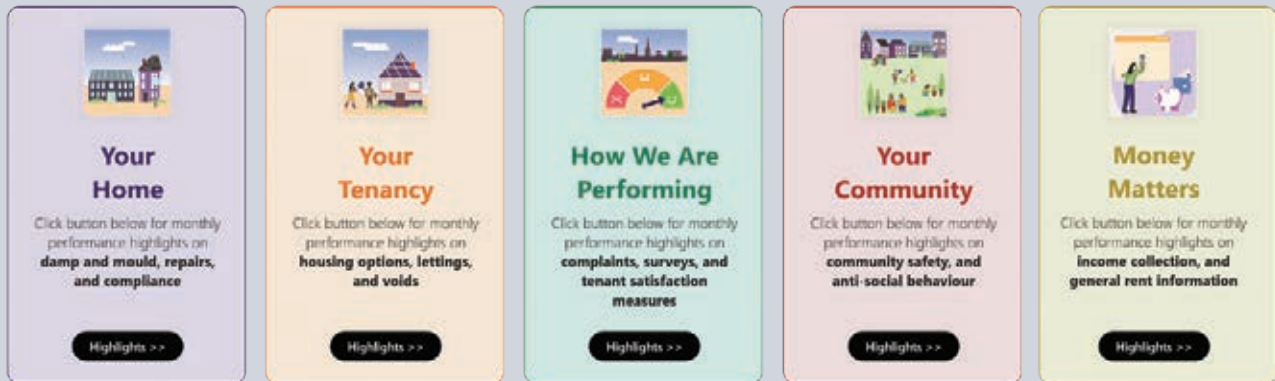 Your
Home
Click button below for monthly
performance highlights on
damp and mould, repairs,
and compliance
Highlights >>
Your
Tenancy
Click button below for monthly
performance highlights on
housing options, lettings,
and voids
Highlights >>
How We Are
Performing
Click button below for monthly
performance highlights on
complaints, surveys, and
tenant satisfaction
measures
Highlights >>
Your
Community
Click button below for monthly
performance highlights on
community safety, and
anti-social behaviour
Highlights >>
Money
Matters
Click button below for monthly
performance highlights on
income collection, and
general rent information
Highlights >>